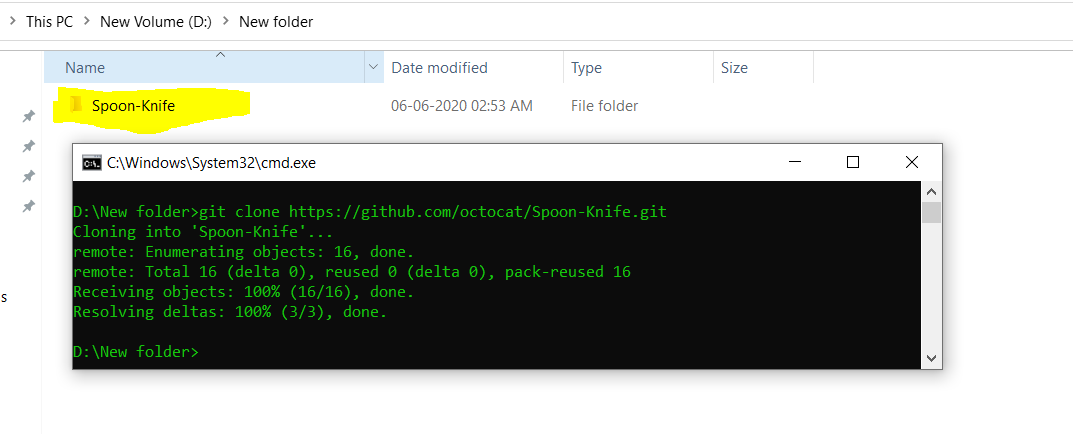 This PC > New Volume (D:) > New folder
Name Date modified Type Size
Spoon-Knife 06-06-2020 02:53 AM File folder
C:\Windows\System32\cmd.exe
D:\New folder>git clone https://github.com/octocat/Spoon-Knife.git
Cloning into 'Spoon-Knife'...
remote: Enumerating objects: 16, done.
remote: Total 16 (delta 0), reused 0 (delta 0), pack-reused 16
Receiving objects: 100% (16/16), done.
s
Resolving deltas: 100% (3/3), done.
D:\New folder>